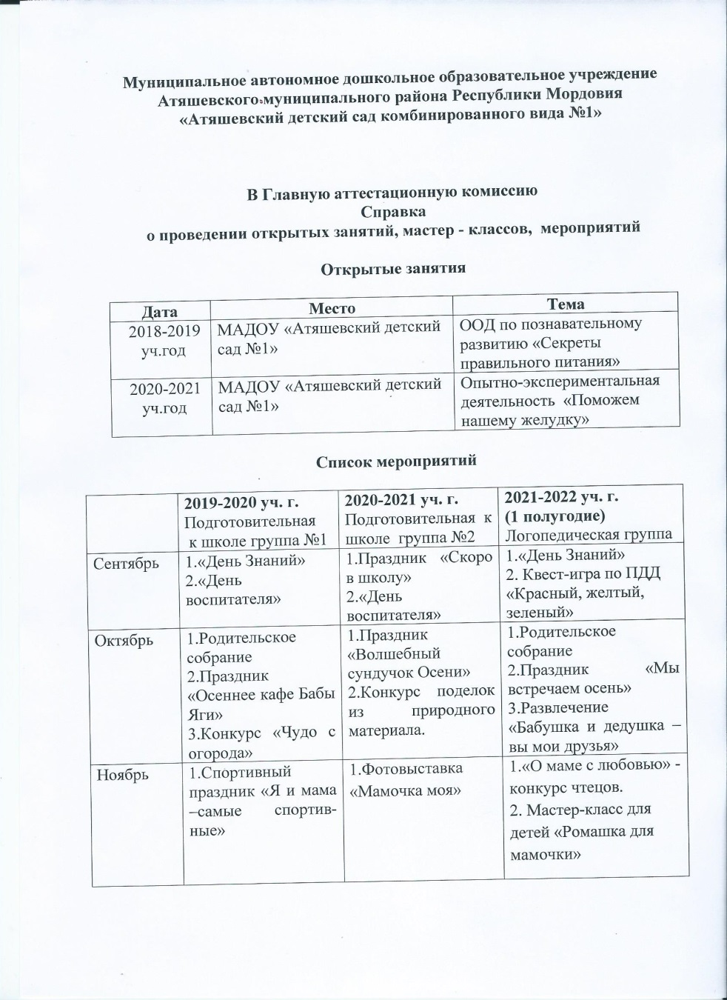 Муниципальное автономное дошкольное образовательное учреждение
Атяшевского муниципального района Республики Мордовия
«Атяшевский детский сад комбинированного вида №1»
В Главную аттестационную комиссию
Справка
о проведении открытых занятий, мастер - классов, мероприятий
Открытые занятия
Дата
Место
Тема
2018-2019
уч.год
МАДОУ «Атяшевский детский
сад №1»
ООД по познавательному
развитию «Секреты
правильного питания»
2020-2021
уч.год
МАДОУ «Атяшевский детский
сад №1»
Опытно-экспериментальная
деятельность «Поможем
нашему желудку»
Список мероприятий
2019-2020 уч. г.
Подготовительная
к школе группа №1
2020-2021 уч. г.
Подготовительная к
школе группа №2
2021-2022 уч. г.
(1 полугодие)
Логопедическая группа
Сентябрь
1.«День Знаний»
2.«День
воспитателя»
1.Праздник «Скоро
в школу»
2.«День
воспитателя»
1.«День Знаний»
2. Квест-игра по ПДД
«Красный, желтый,
зеленый»
Октябрь
1.Родительское
собрание
2.Праздник
«Осеннее кафе Бабы
Яги»
3.Конкурс «Чудо с
огорода»
1.Праздник
«Волшебный
сундучок Осени»
2.Конкурс поделок
из природного
материала.
1.Родительское
собрание
2.Праздник «Мы
встречаем осень»
3.Развлечение
«Бабушка и дедушка –
вы мои друзья»
Ноябрь
1.Спортивный
праздник «Я и мама
–самые спортив-
ные»
1.Фотовыставка
«Мамочка моя»
1.«О маме с любовью» -
конкурс чтецов.
2. Мастер-класс для
детей «Ромашка для
мамочки»